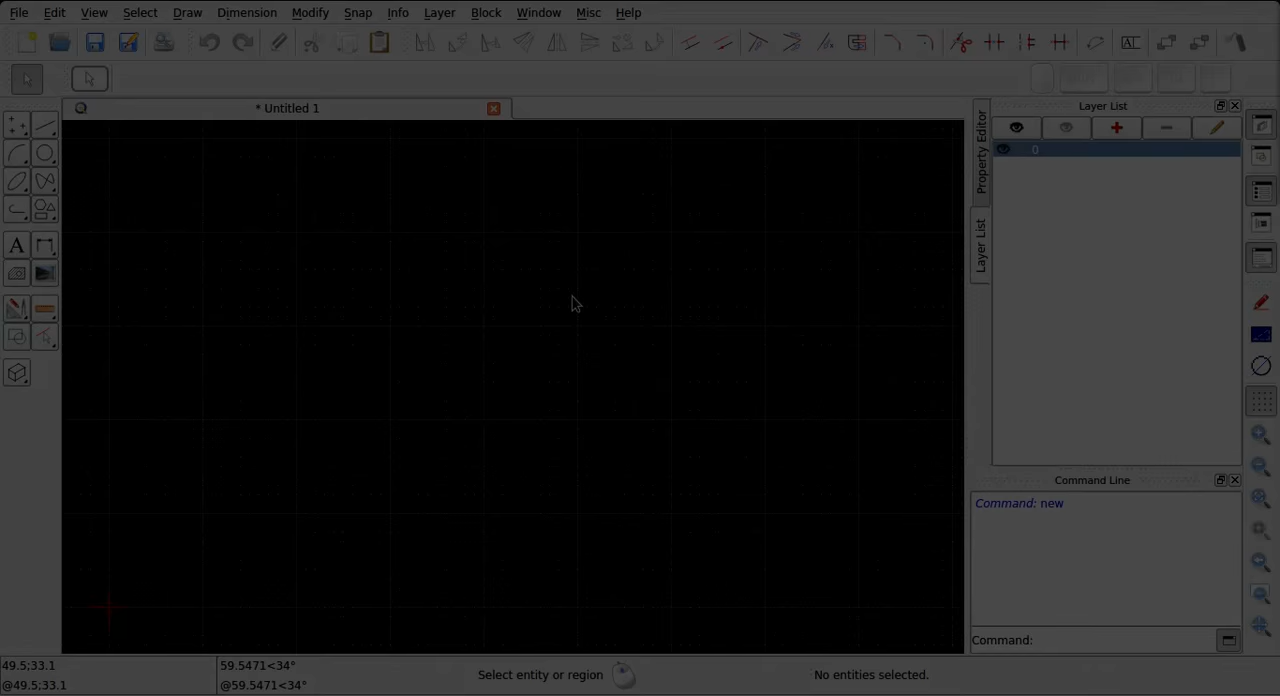 File Edit View Select Draw Dimension Modify Snap Info Layer Block Window Misc Help
* Untitled 1
Layer List
Property Editor
0
Layer List
Command Line
Command: new
Command:
49.5;33.1
@49.5;33.1
59.5471<34°
@59.5471<34°
Select entity or region
No entities selected.